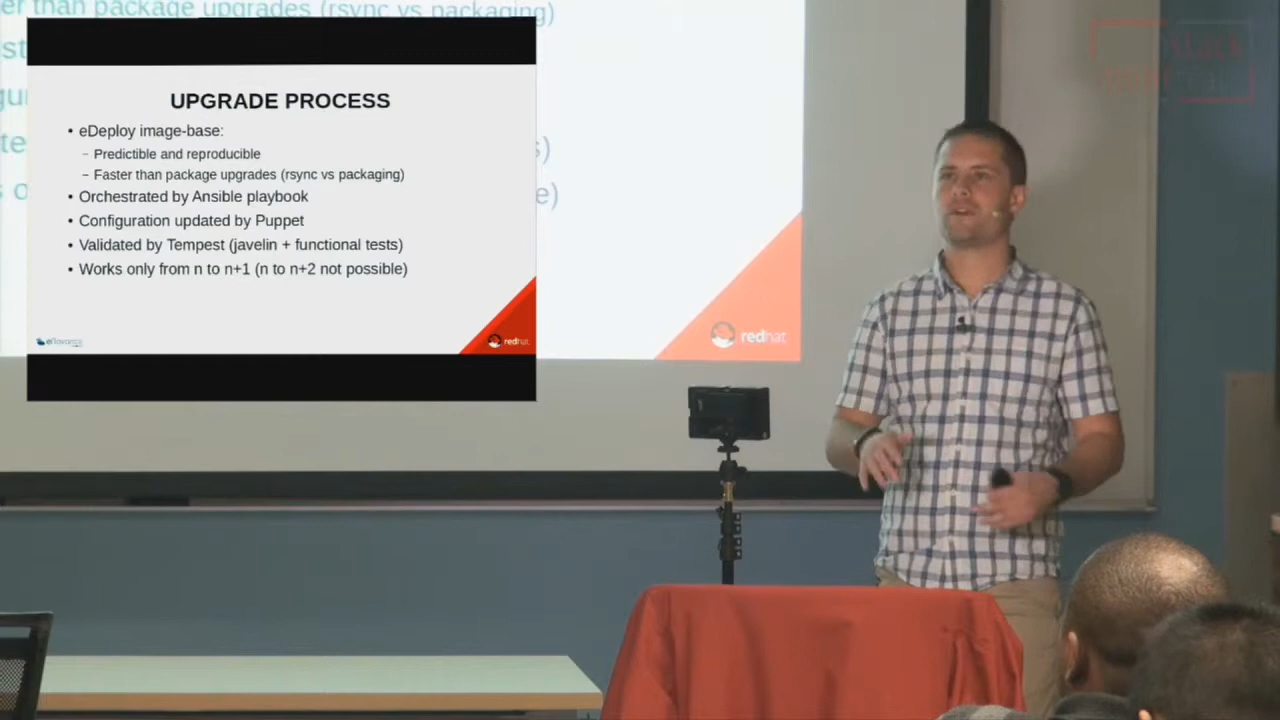 er than package upgrades (rsync vs packaging)
UPGRADE PROCESS
• eDeploy image-base:
– Predictible and reproducible
– Faster than package upgrades (rsync vs packaging)
• Orchestrated by Ansible playbook
• Configuration updated by Puppet
• Validated by Tempest (javelin + functional tests)
• Works only from n to n+1 (n to n+2 not possible)
redhat
redhat